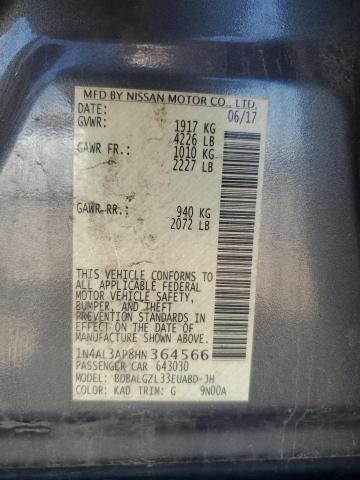 MFD BY NISSAN MOTOR CO., LTD.
DATE: 06/17
GVWR: 1917 KG
4226 LB
GAWR FR.: 1010 KG
2227 LB
GAWR RR.: 940 KG
2072 LB
THIS VEHICLE CONFORMS TO
ALL APPLICABLE FEDERAL
MOTOR VEHICLE SAFETY,
BUMPER, AND THEFT
PREVENTION STANDARDS
IN EFFECT ON THE DATE OF
MANUFACTURE SHOWN ABOVE.
1N4AL3AP8HN364566
PASSENGER CAR 643030
MODEL: BDBALGZL33EUA8D-JH
COLOR: KAD TRIM: G 9N00A